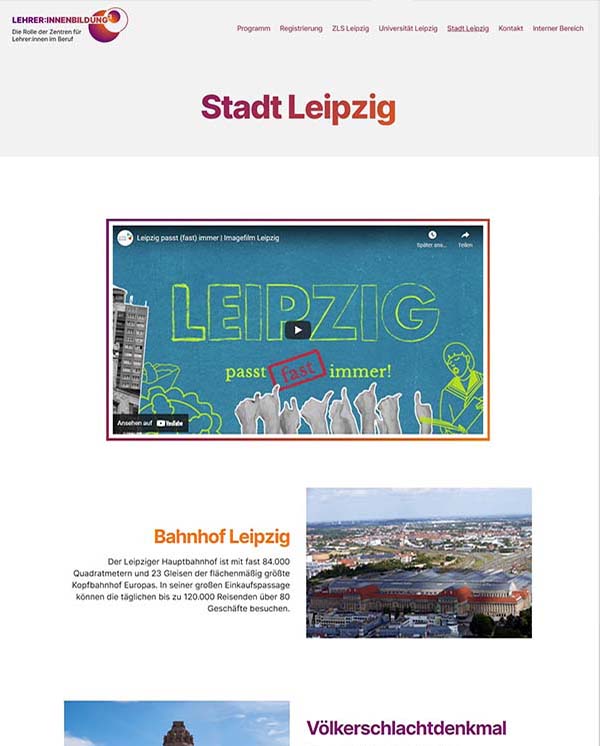 LEHRER:INNENBILDUNG
Die Rolle der Zentren für
Lehrer:innen im Beruf
Programm Registrierung ZLS Leipzig Universität Leipzig Stadt Leipzig Kontakt Interner Bereich
Stadt Leipzig
Leipzig passt (fast) immer | Imagefilm Leipzig
Später ans... Teilen
LEIPZIG
passt fast immer!
Ansehen auf YouTube
Bahnhof Leipzig
Der Leipziger Hauptbahnhof ist mit fast 84.000
Quadratmetern und 23 Gleisen der flächenmäßig größte
Kopfbahnhof Europas. In seiner großen Einkaufspassage
können die täglichen bis zu 120.000 Reisenden über 80
Geschäfte besuchen.
Völkerschlachtdenkmal